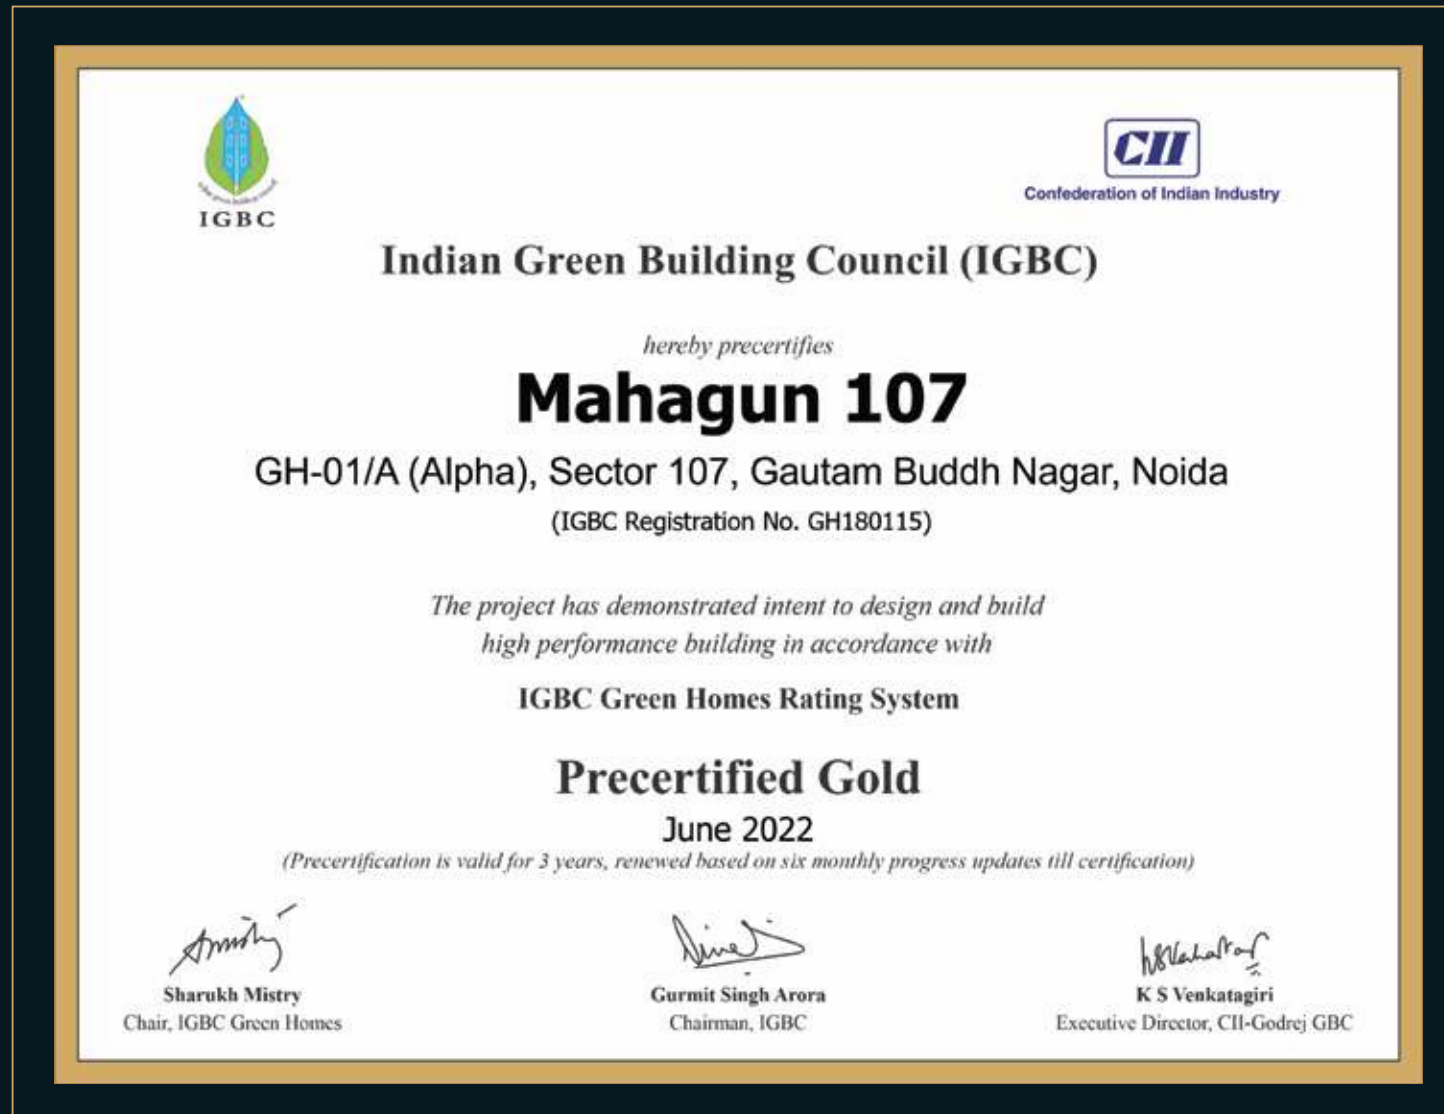 IGBC
CII
Confederation of Indian Industry
Indian Green Building Council (IGBC)
hereby precertifies
Mahagun 107
GH-01/A (Alpha), Sector 107, Gautam Buddh Nagar, Noida
(IGBC Registration No. GH180115)
The project has demonstrated intent to design and build
high performance building in accordance with
IGBC Green Homes Rating System
Precertified Gold
June 2022
(Precertification is valid for 3 years, renewed based on six monthly progress updates till certification)
Sharukh Mistry
Chair, IGBC Green Homes
Gurmit Singh Arora
Chairman, IGBC
K S Venkatagiri
Executive Director, CII-Godrej GBC